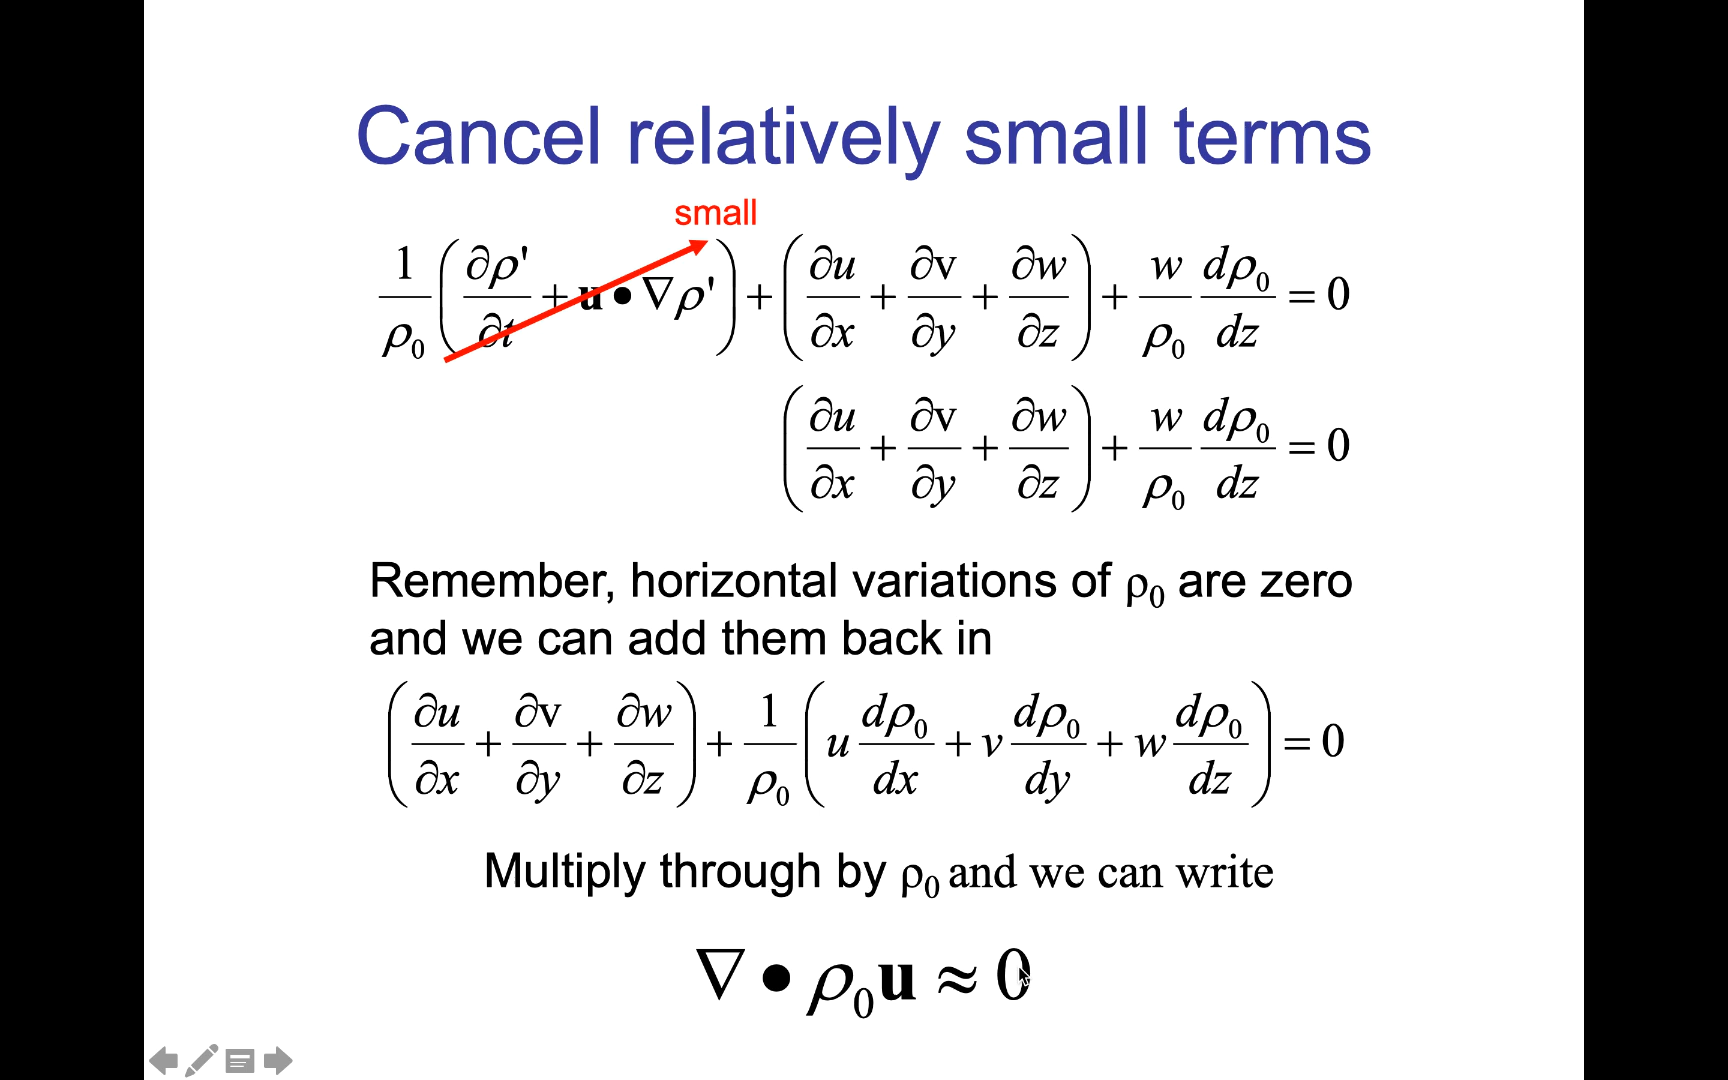 Cancel relatively small terms
small
1/ρ₀ (∂ρ'/∂t + u • ∇ρ') + (∂u/∂x + ∂v/∂y + ∂w/∂z) + w/ρ₀ dρ₀/dz = 0
(∂u/∂x + ∂v/∂y + ∂w/∂z) + w/ρ₀ dρ₀/dz = 0
Remember, horizontal variations of ρ₀ are zero
and we can add them back in
(∂u/∂x + ∂v/∂y + ∂w/∂z) + 1/ρ₀ (u dρ₀/dx + v dρ₀/dy + w dρ₀/dz) = 0
Multiply through by ρ₀ and we can write
∇ • ρ₀u ≈ 0